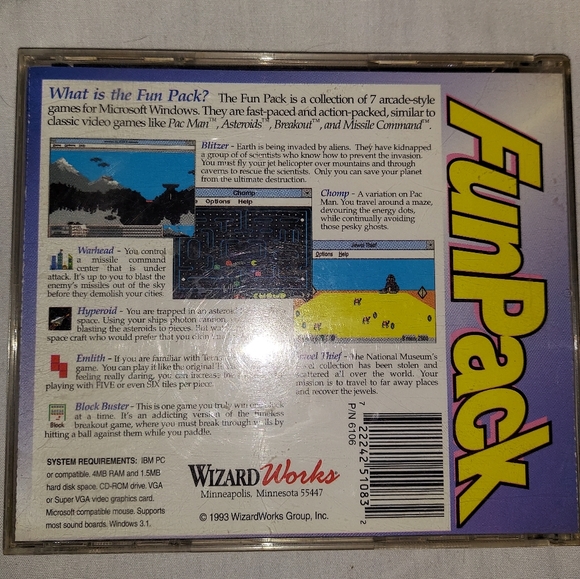 What is the Fun Pack? The Fun Pack is a collection of 7 arcade-style
games for Microsoft Windows. They are fast-paced and action-packed, similar to
classic video games like Pac Man™, Asteroids™, Breakout™, and Missile Command™.
Blitzer - Earth is being invaded by aliens. They have kidnapped
a group of scientists who know how to prevent the invasion.
You must fly your jet helicopter over mountains and through
caverns to rescue the scientists. Only you can save your planet
from the ultimate destruction.
Chomp
Options Help
Chomp - A variation on Pac
Man. You travel around a maze,
devouring the energy dots,
while continually avoiding
those pesky ghosts.
Warhead - You control
a missile command
center that is under
attack. It's up to you to blast the
enemy's missiles out of the sky
before they demolish your cities.
Jewel Thief
Options Help
Hyperoid - You are trapped in an asteroid
space. Using your ships photon cannon,
blasting the asteroids to pieces. But
space craft who would prefer that you
Emlith - If you are familiar with
game. You can play it like the original
feeling really daring, you can increase
playing with FIVE or even SIX tiles per piece.
Thief - The National Museum's
collection has been stolen and
scattered all over the world. Your
mission is to travel to far away places
and recover the jewels.
Block
Block Buster - This is one game you truly will
at a time. It's an addicting version of the timeless
breakout game, where you must break through walls by
hitting a ball against them while you paddle.
SYSTEM REQUIREMENTS: IBM PC
or compatible. 4MB RAM and 1.5MB
hard disk space. CD-ROM drive. VGA
or Super VGA video graphics card.
Microsoft compatible mouse. Supports
most sound boards. Windows 3.1.
WIZARD Works
Minneapolis, Minnesota 55447
© 1993 WizardWorks Group, Inc.
P/N 6106
7 22242 51083 2
FunPack